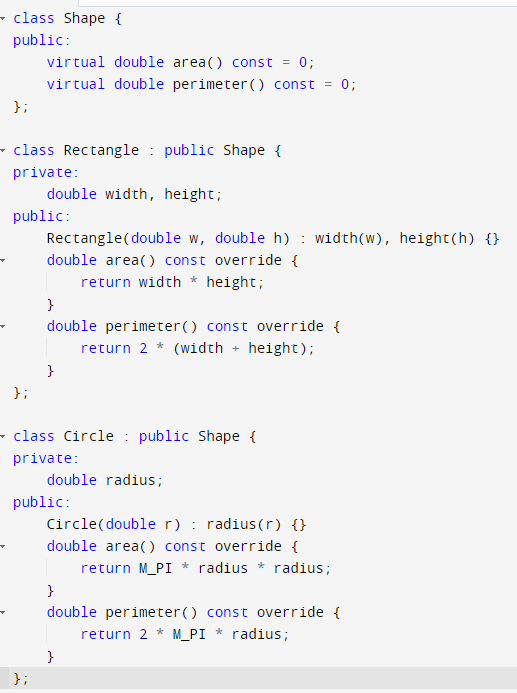 class Shape {
public:
    virtual double area() const = 0;
    virtual double perimeter() const = 0;
};

class Rectangle : public Shape {
private:
    double width, height;
public:
    Rectangle(double w, double h) : width(w), height(h) {}
    double area() const override {
        return width * height;
    }
    double perimeter() const override {
        return 2 * (width + height);
    }
};

class Circle : public Shape {
private:
    double radius;
public:
    Circle(double r) : radius(r) {}
    double area() const override {
        return M_PI * radius * radius;
    }
    double perimeter() const override {
        return 2 * M_PI * radius;
    }
};